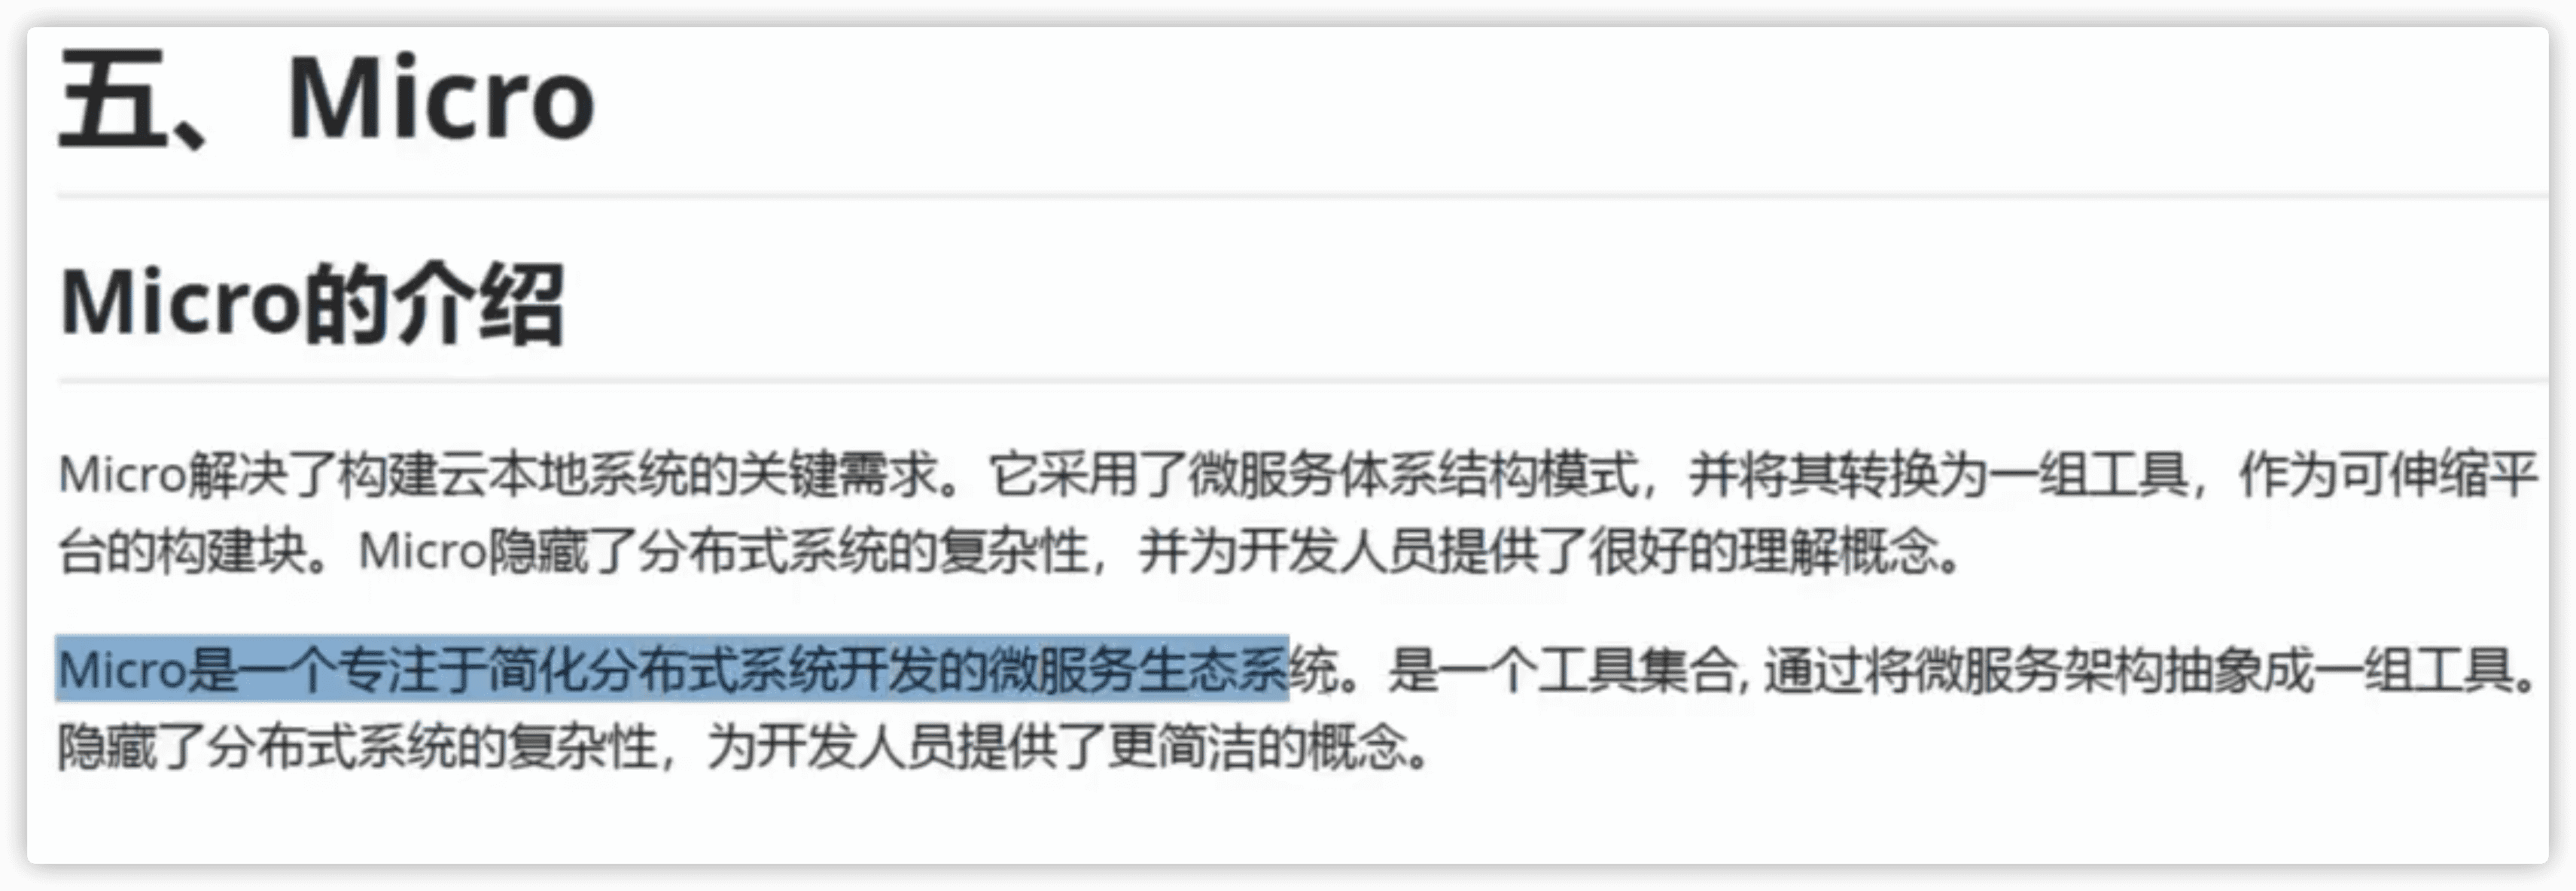 五、Micro
Micro的介绍
Micro解决了构建云本地系统的关键需求。它采用了微服务体系结构模式，并将其转换为一组工具，作为可伸缩平
台的构建块。Micro隐藏了分布式系统的复杂性，并为开发人员提供了很好的理解概念。
Micro是一个专注于简化分布式系统开发的微服务生态系统。是一个工具集合, 通过将微服务架构抽象成一组工具。
隐藏了分布式系统的复杂性，为开发人员提供了更简洁的概念。